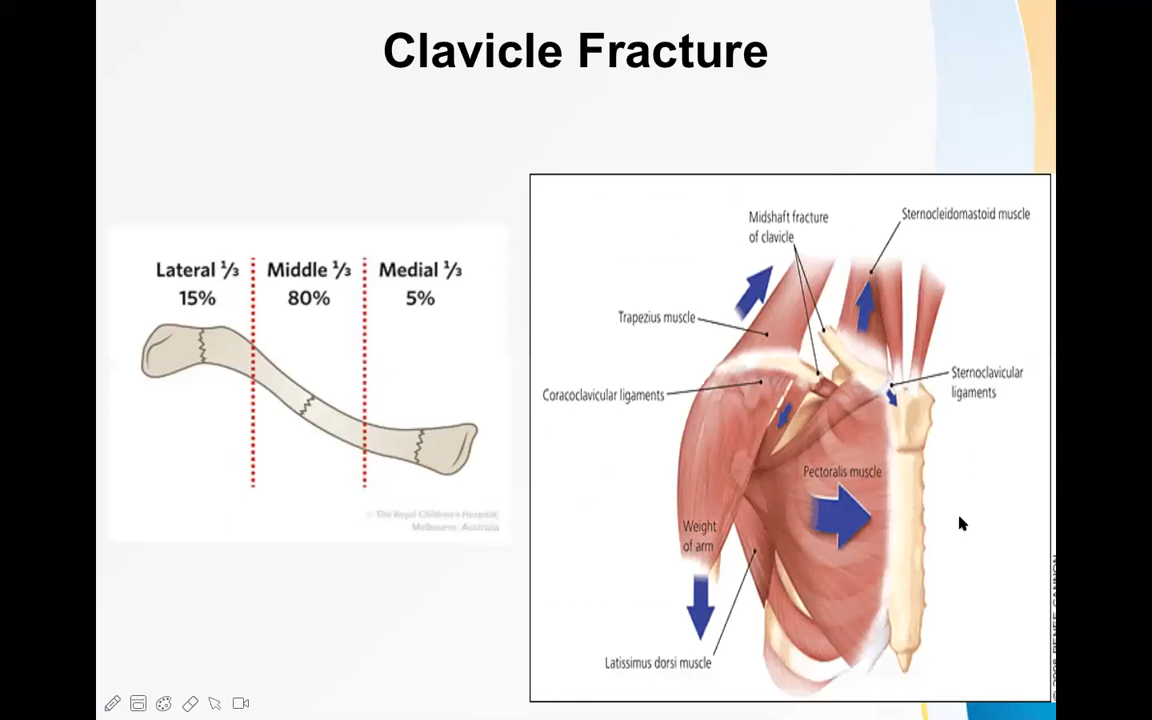 Clavicle Fracture
Lateral ⅓ Middle ⅓ Medial ⅓
15% 80% 5%
© The Royal Children's Hospital,
Melbourne, Australia
Midshaft fracture
of clavicle
Sternocleidomastoid muscle
Trapezius muscle
Coracoclavicular ligaments
Sternoclavicular
ligaments
Pectoralis muscle
Weight
of arm
Latissimus dorsi muscle